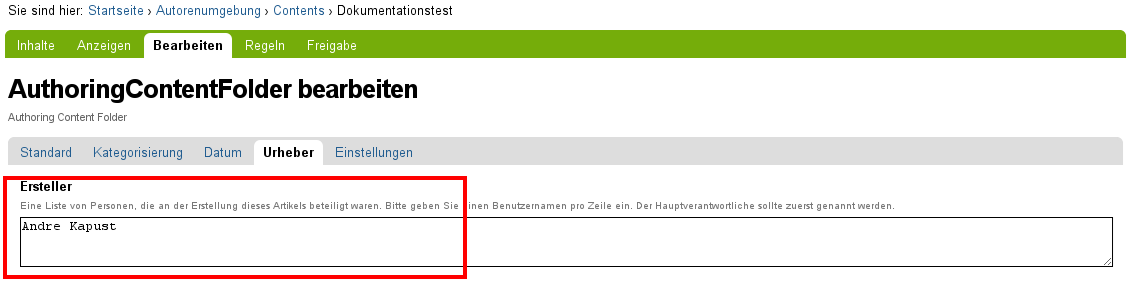 Sie sind hier: Startseite › Autorenumgebung › Contents › Dokumentationstest
Inhalte Anzeigen Bearbeiten Regeln Freigabe
AuthoringContentFolder bearbeiten
Authoring Content Folder
Standard Kategorisierung Datum Urheber Einstellungen
Ersteller
Eine Liste von Personen, die an der Erstellung dieses Artikels beteiligt waren. Bitte geben Sie einen Benutzernamen pro Zeile ein. Der Hauptverantwortliche sollte zuerst genannt werden.
Andre Kapust